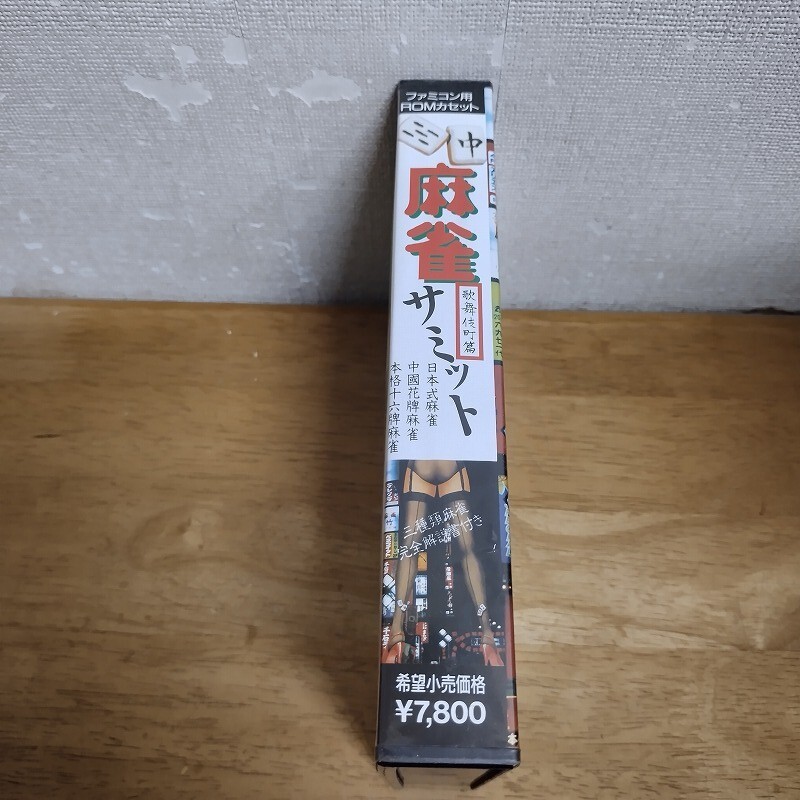 ファミコン用
ROMカセット
中
麻雀
サミット
歌舞伎町篇
日本式麻雀
中國花牌麻雀
本格十六牌麻雀
三種類麻雀
完全解説書付き
希望小売価格
¥7,800